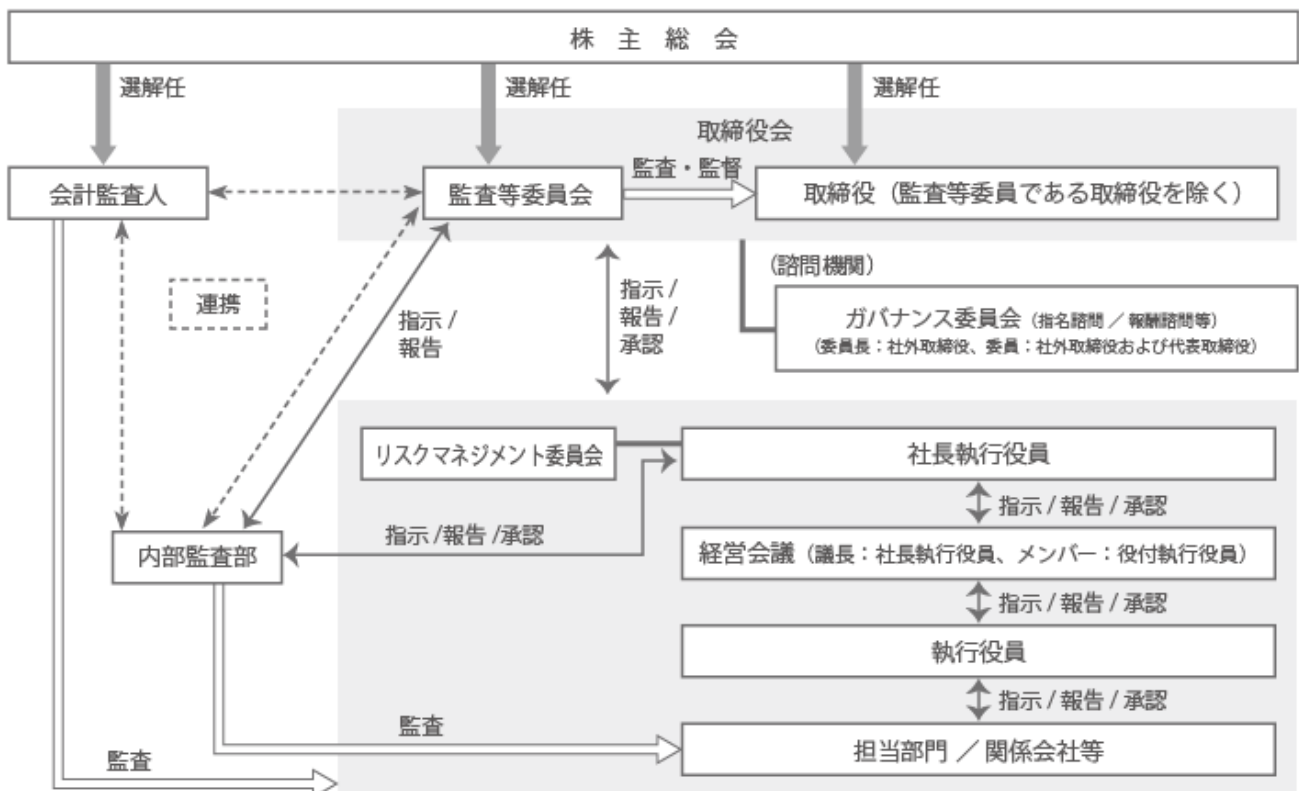 株 主 総 会
選解任
選解任
選解任
取締役会
会計監査人
監査等委員会
監査・監督
取締役（監査等委員である取締役を除く）
（諮問機関）
連携
指示 /
報告
指示 /
報告 /
承認
ガバナンス委員会（指名諮問 ／ 報酬諮問等）
（委員長：社外取締役、委員：社外取締役および代表取締役）
リスクマネジメント委員会
社長執行役員
指示 / 報告 / 承認
指示 /報告 /承認
内部監査部
経営会議（議長：社長執行役員、メンバー：役付執行役員）
指示 / 報告 / 承認
執行役員
指示 / 報告 / 承認
監査
担当部門 ／ 関係会社等
監査